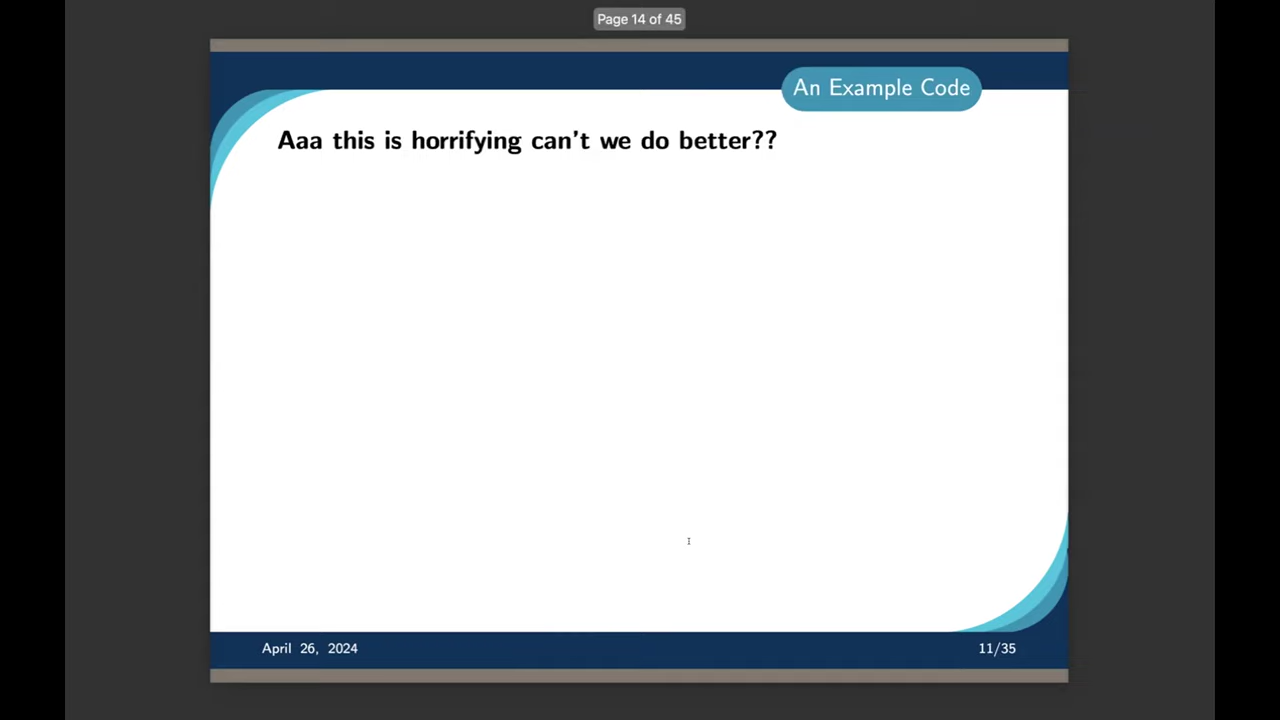 Page 14 of 45
An Example Code
Aaa this is horrifying can't we do better??
April 26, 2024
11/35